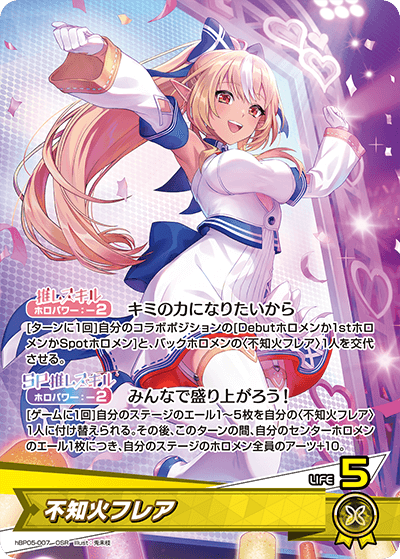 推しスキル
ホロパワー：－2
キミの力になりたいから
[ターンに1回]自分のコラボポジションの[Debutホロメンか1stホロ
メンかSpotホロメン]と、バックホロメンの〈不知火フレア〉1人を交代
させる。
SP推しスキル
ホロパワー：－2
みんなで盛り上がろう！
[ゲームに1回]自分のステージのエール1～5枚を自分の〈不知火フレア〉
1人に付け替えられる。その後、このターンの間、自分のセンターホロメン
のエール1枚につき、自分のステージのホロメン全員のアーツ+10。
LIFE 5
不知火フレア
hBP05-007 OSR illust 兎末枝